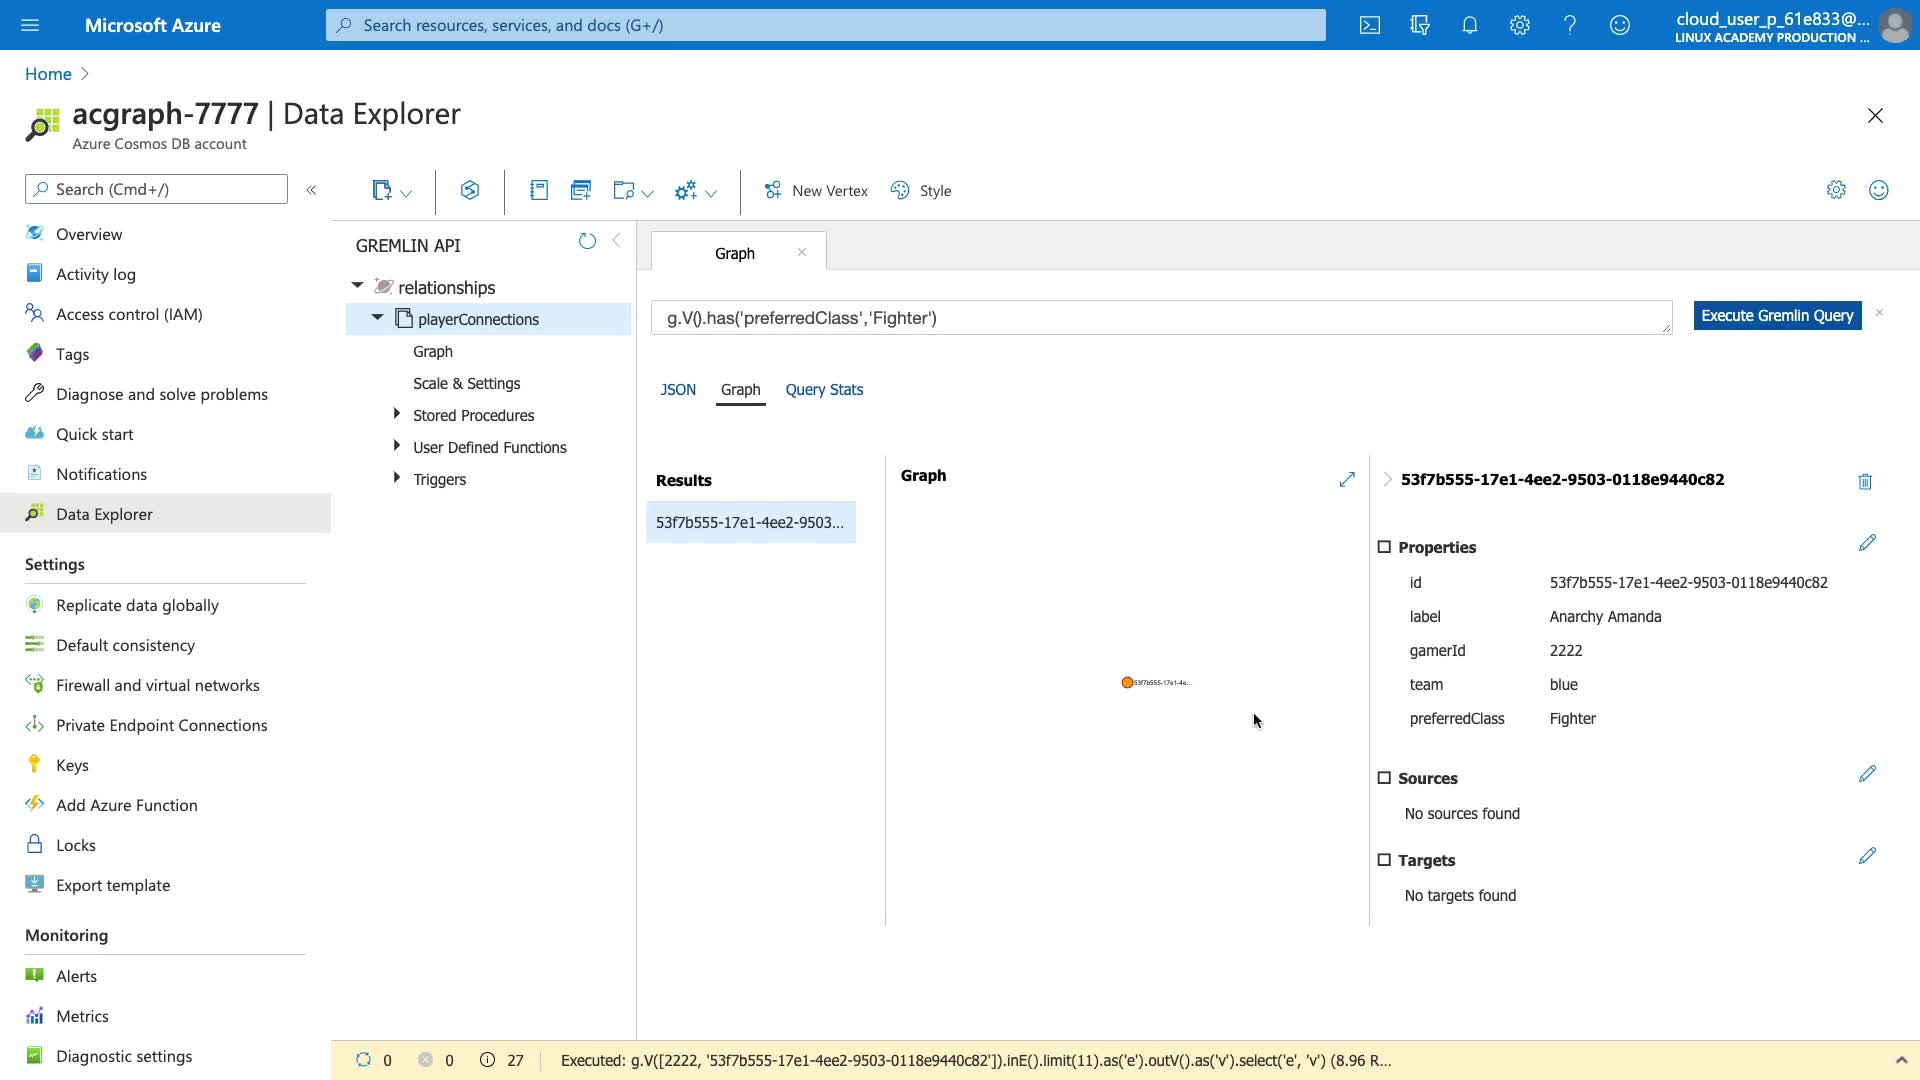 Microsoft Azure
Search resources, services, and docs (G+/)
cloud_user_p_61e833@...
LINUX ACADEMY PRODUCTION ...
Home
acgraph-7777 | Data Explorer
Azure Cosmos DB account
Search (Cmd+/)
Overview
Activity log
Access control (IAM)
Tags
Diagnose and solve problems
Quick start
Notifications
Data Explorer
Settings
Replicate data globally
Default consistency
Firewall and virtual networks
Private Endpoint Connections
Keys
Add Azure Function
Locks
Export template
Monitoring
Alerts
Metrics
Diagnostic settings
New Vertex
Style
GREMLIN API
relationships
playerConnections
Graph
Scale & Settings
Stored Procedures
User Defined Functions
Triggers
Graph
g.V().has('preferredClass','Fighter')
Execute Gremlin Query
JSON
Graph
Query Stats
Results
53f7b555-17e1-4ee2-9503...
Graph
53f7b555-17e1-4e...
53f7b555-17e1-4ee2-9503-0118e9440c82
Properties
id 53f7b555-17e1-4ee2-9503-0118e9440c82
label Anarchy Amanda
gamerId 2222
team blue
preferredClass Fighter
Sources
No sources found
Targets
No targets found
0 0 27 Executed: g.V([2222, '53f7b555-17e1-4ee2-9503-0118e9440c82']).inE().limit(11).as('e').outV().as('v').select('e', 'v') (8.96 R...